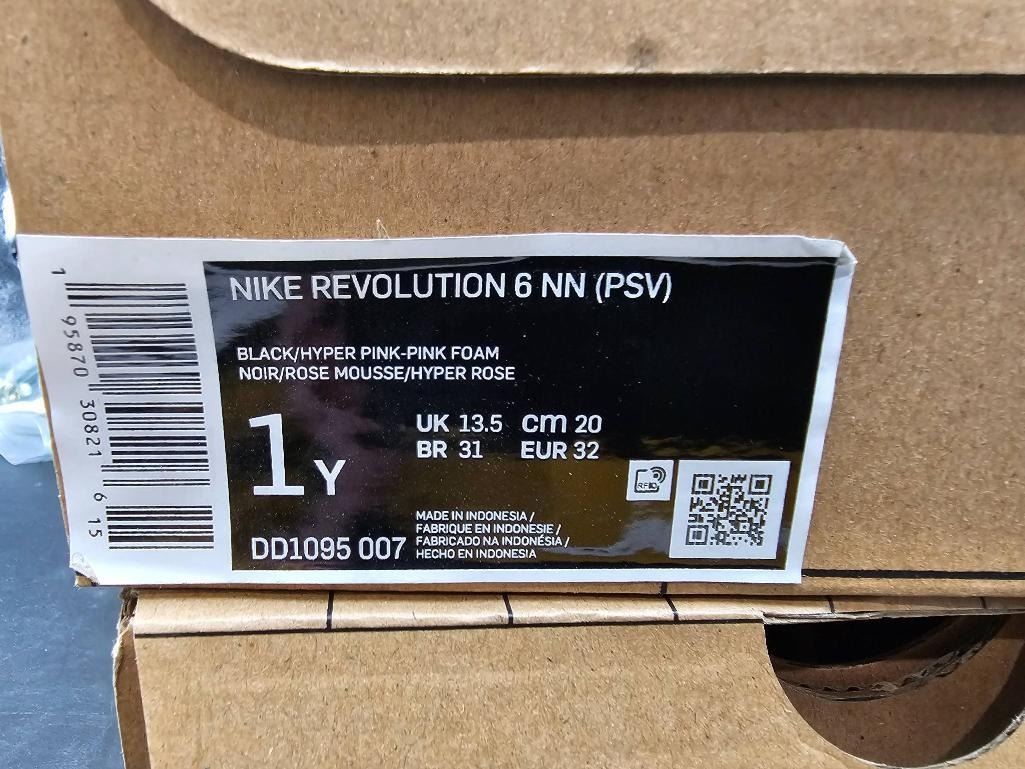 NIKE REVOLUTION 6 NN (PSV)
BLACK/HYPER PINK-PINK FOAM
NOIR/ROSE MOUSSE/HYPER ROSE
1Y
UK 13.5 cm 20
BR 31 EUR 32
RFID
DD1095 007
MADE IN INDONESIA /
FABRIQUE EN INDONESIE /
FABRICADO NA INDONÉSIA /
HECHO EN INDONESIA
1 95870 30821 6 15